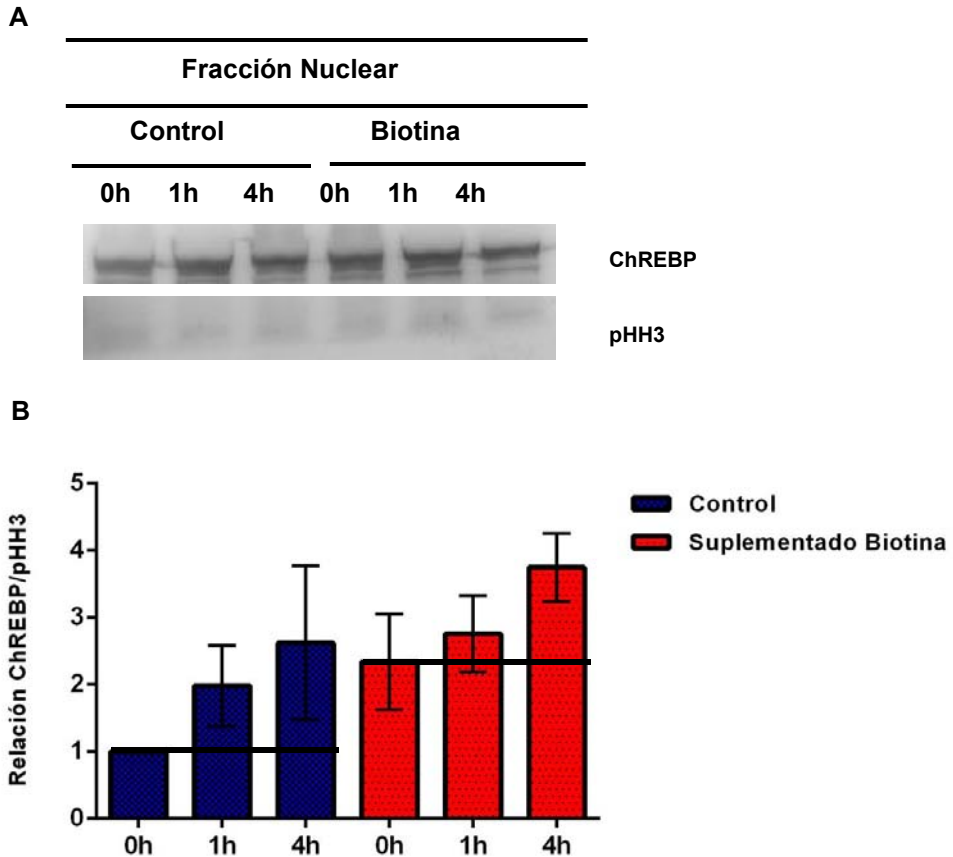 A
Fracción Nuclear
Control Biotina
0h 1h 4h 0h 1h 4h
ChREBP
pHH3
B
Relación ChREBP/pHH3
5
4
3
2
1
0
0h 1h 4h 0h 1h 4h
Control
Suplementado Biotina